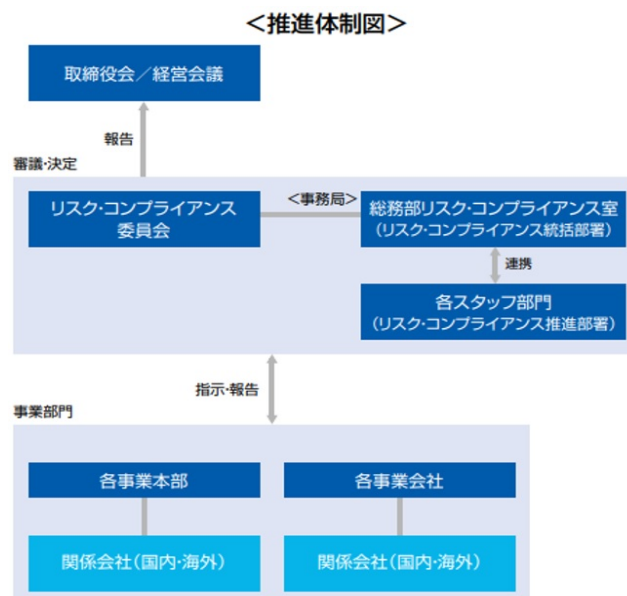 ＜推進体制図＞
取締役会／経営会議
報告
審議・決定
リスク・コンプライアンス
委員会
＜事務局＞
総務部リスク・コンプライアンス室
（リスク・コンプライアンス統括部署）
連携
各スタッフ部門
（リスク・コンプライアンス推進部署）
指示・報告
事業部門
各事業本部
各事業会社
関係会社（国内・海外）
関係会社（国内・海外）